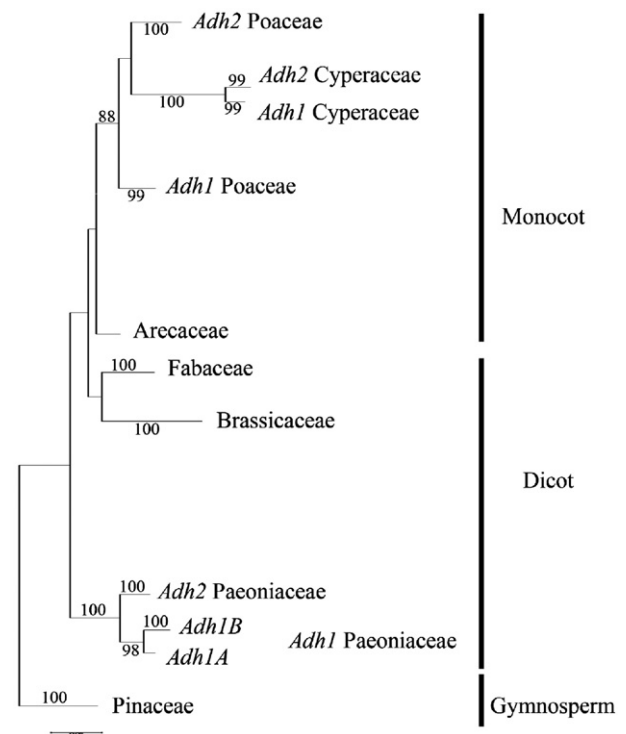 Adh2 Poaceae
100
99
Adh2 Cyperaceae
100
99
Adh1 Cyperaceae
88
Adh1 Poaceae
99
Monocot
Arecaceae
100
Fabaceae
Brassicaceae
100
Dicot
100
Adh2 Paeoniaceae
100
100
Adh1B
Adh1 Paeoniaceae
98
Adh1A
100
Pinaceae
Gymnosperm